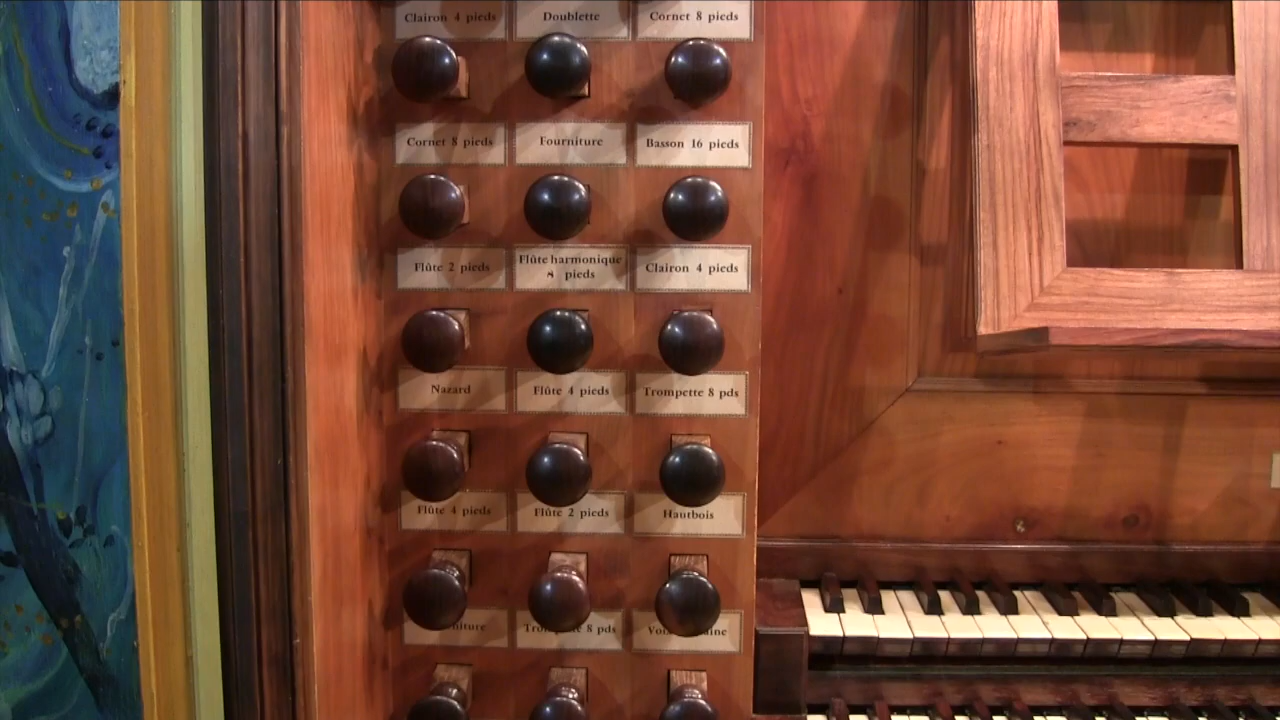 Clairon 4 pieds
Doublette
Cornet 8 pieds
Cornet 8 pieds
Fourniture
Basson 16 pieds
Flûte 2 pieds
Flûte harmonique
8 pieds
Clairon 4 pieds
Nazard
Flûte 4 pieds
Trompette 8 pds
Flûte 4 pieds
Flûte 2 pieds
Hautbois
8 pds